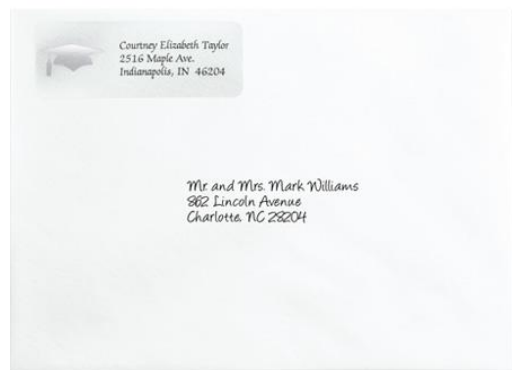 Courtney Elizabeth Taylor
2516 Maple Ave.
Indianapolis, IN 46204
Mr. and Mrs. Mark Williams
862 Lincoln Avenue
Charlotte, NC 28204